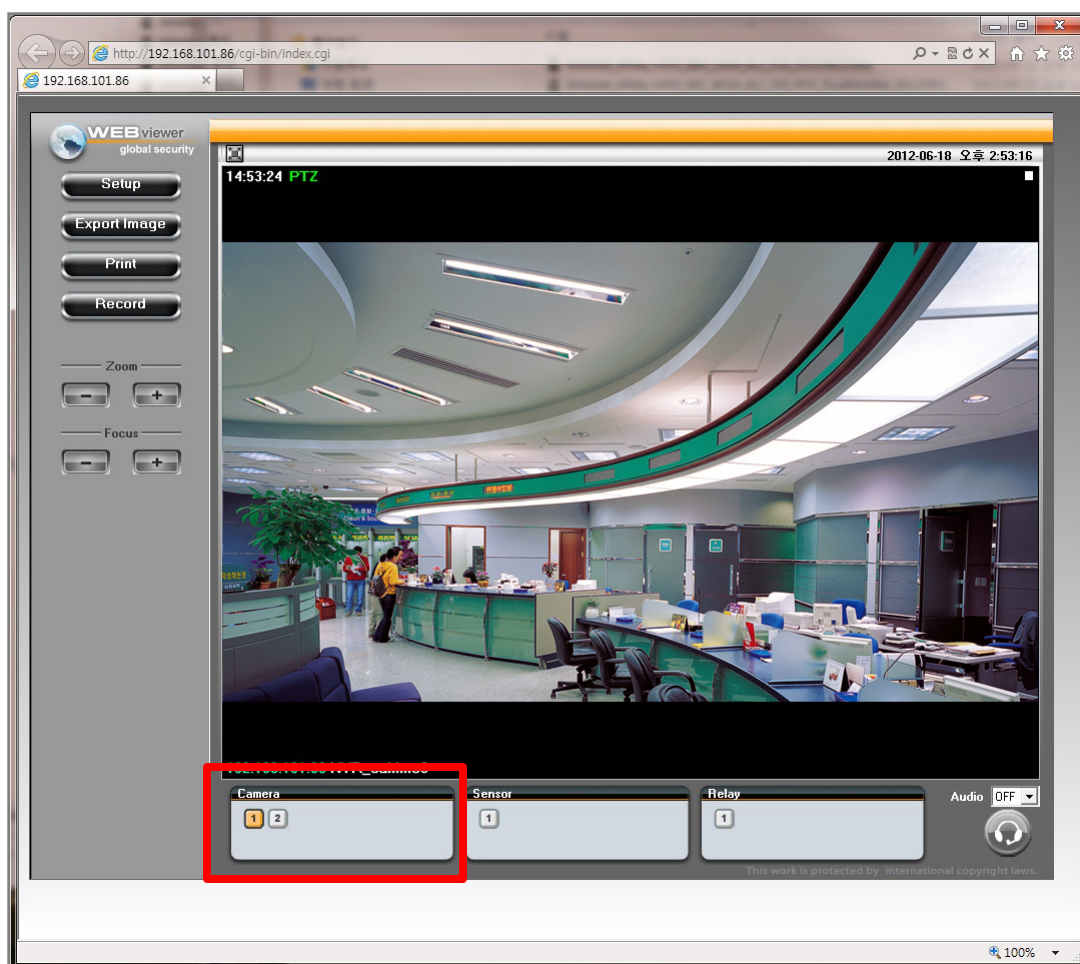 http://192.168.101.86/cgi-bin/index.cgi
192.168.101.86
WEB viewer
global security
2012-06-18 오후 2:53:16
Setup
14:53:24 PTZ
Export Image
Print
Record
Zoom
- +
Focus
- +
Camera
Sensor
Relay
Audio OFF
1 2
1
1
This work is protected by international copyright laws.
100%